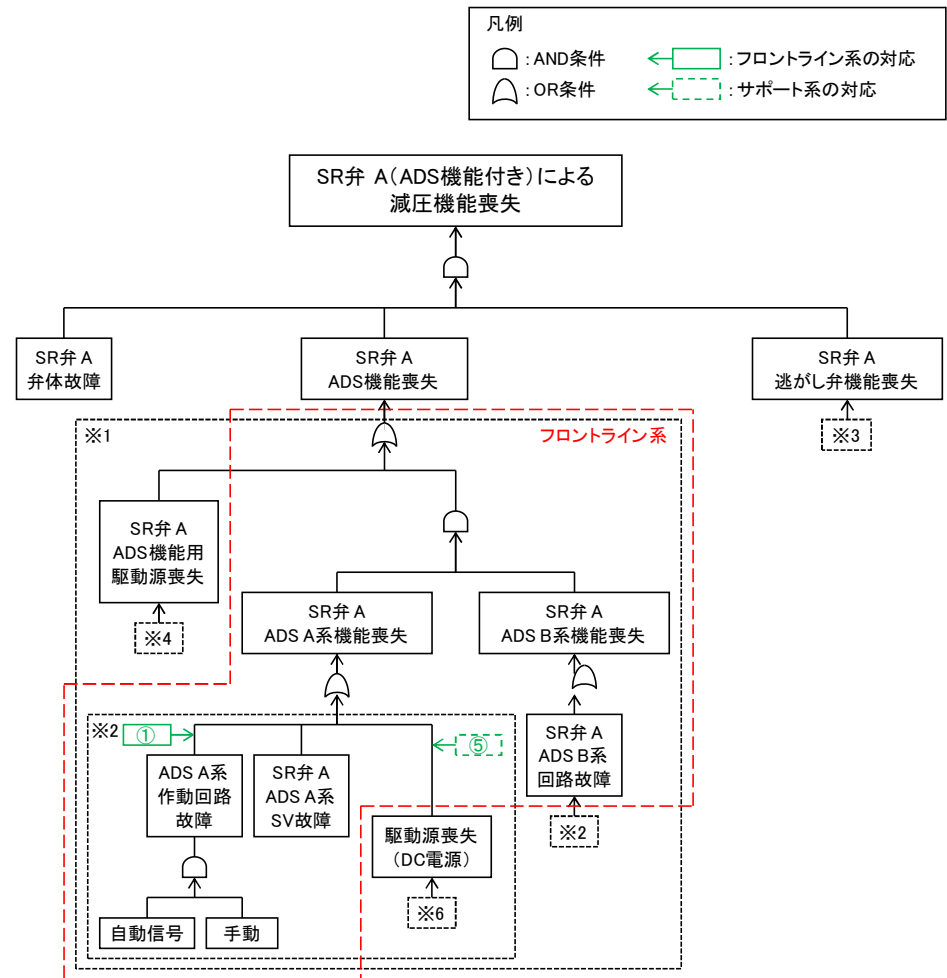 凡例
:AND条件
:フロントライン系の対応
:OR条件
:サポート系の対応
SR弁 A(ADS機能付き)による
減圧機能喪失
SR弁 A
弁体故障
SR弁 A
ADS機能喪失
SR弁 A
逃がし弁機能喪失
※3
※1
フロントライン系
SR弁 A
ADS機能用
駆動源喪失
※4
SR弁 A
ADS A系機能喪失
SR弁 A
ADS B系機能喪失
※2
①
⑤
ADS A系
作動回路
故障
SR弁 A
ADS A系
SV故障
駆動源喪失
(DC電源)
※6
SR弁 A
ADS B系
回路故障
※2
自動信号
手動